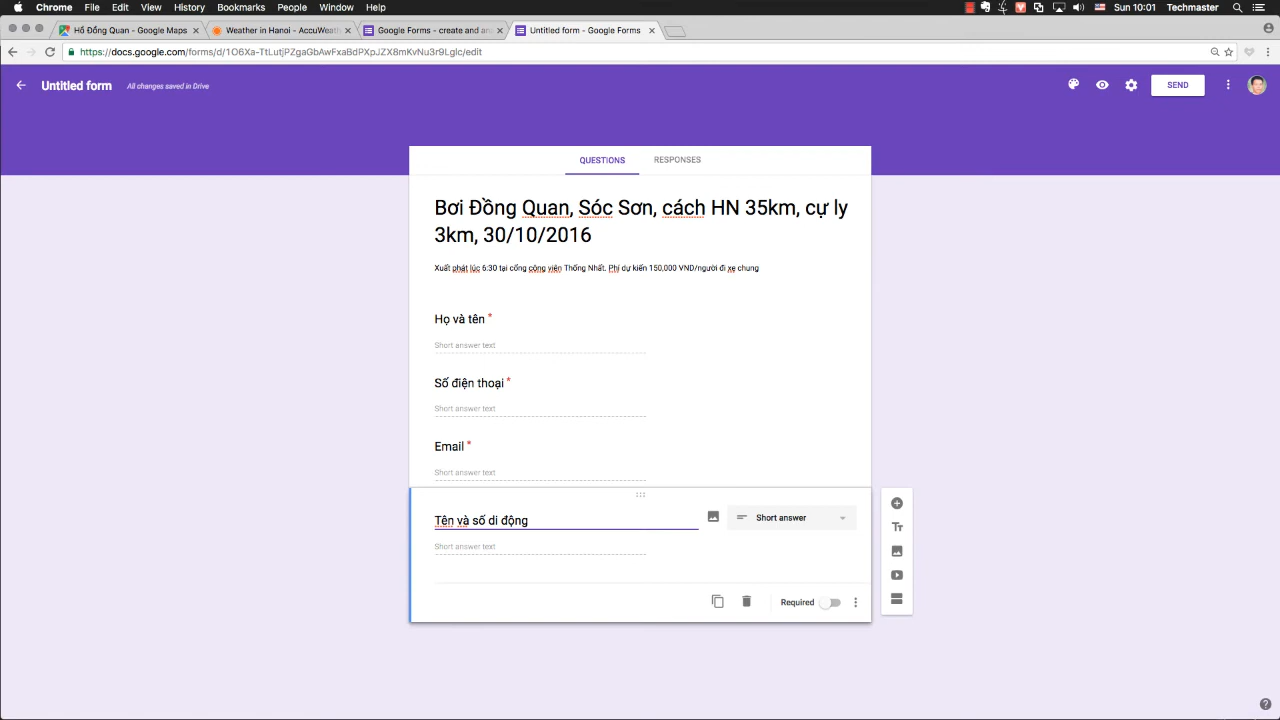 Chrome File Edit View History Bookmarks People Window Help Sun 10:01 Techmaster
Hồ Đồng Quan - Google Maps Weather in Hanoi - AccuWeat Google Forms - create and an Untitled form - Google Forms
https://docs.google.com/forms/d/1O6Xa-TtLutjPZgaGbAwFxaBdPXpJZX8mKvNu3r9Lglc/edit
Untitled form All changes saved in Drive SEND
QUESTIONS RESPONSES
Bơi Đồng Quan, Sóc Sơn, cách HN 35km, cự ly
3km, 30/10/2016
Xuất phát lúc 6:30 tại cổng công viên Thống Nhất. Phí dự kiến 150,000 VND/người đi xe chung
Họ và tên *
Short answer text
Số điện thoại *
Short answer text
Email *
Short answer text
Tên và số di động
Short answer
Short answer text
Required